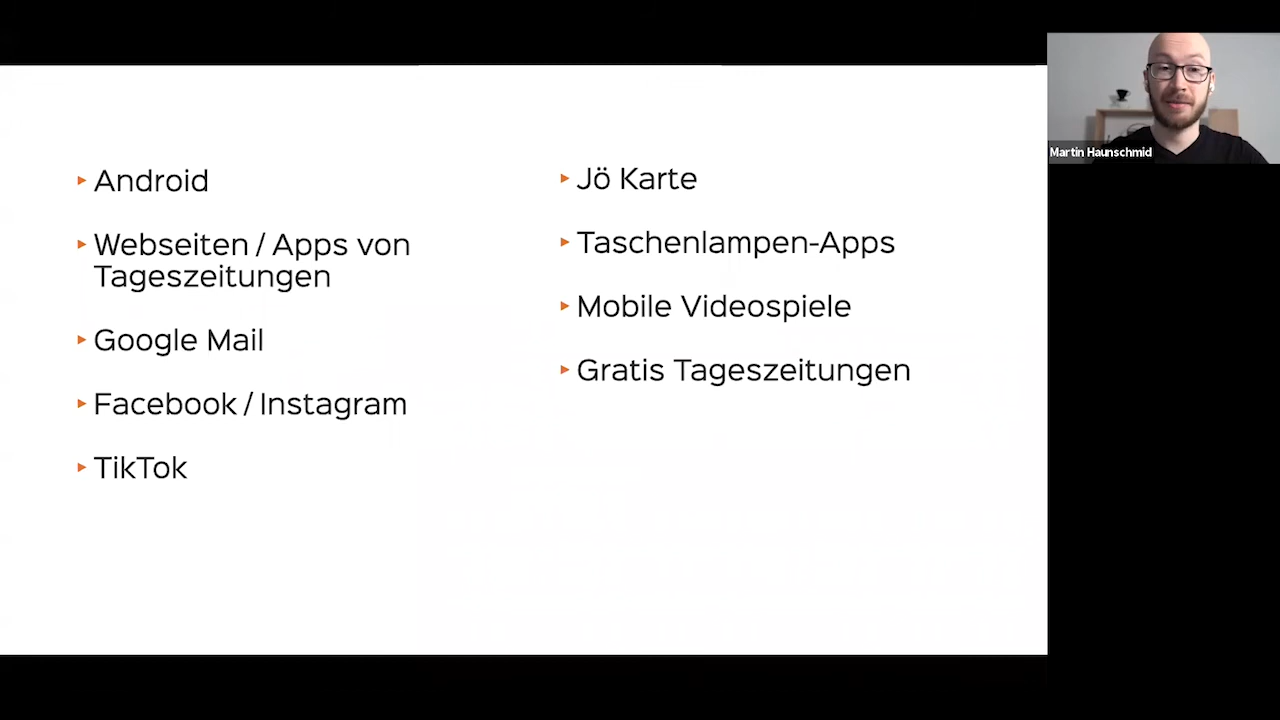 Android
Webseiten / Apps von
Tageszeitungen
Google Mail
Facebook / Instagram
TikTok
Jö Karte
Taschenlampen-Apps
Mobile Videospiele
Gratis Tageszeitungen
Martin Haunschmid